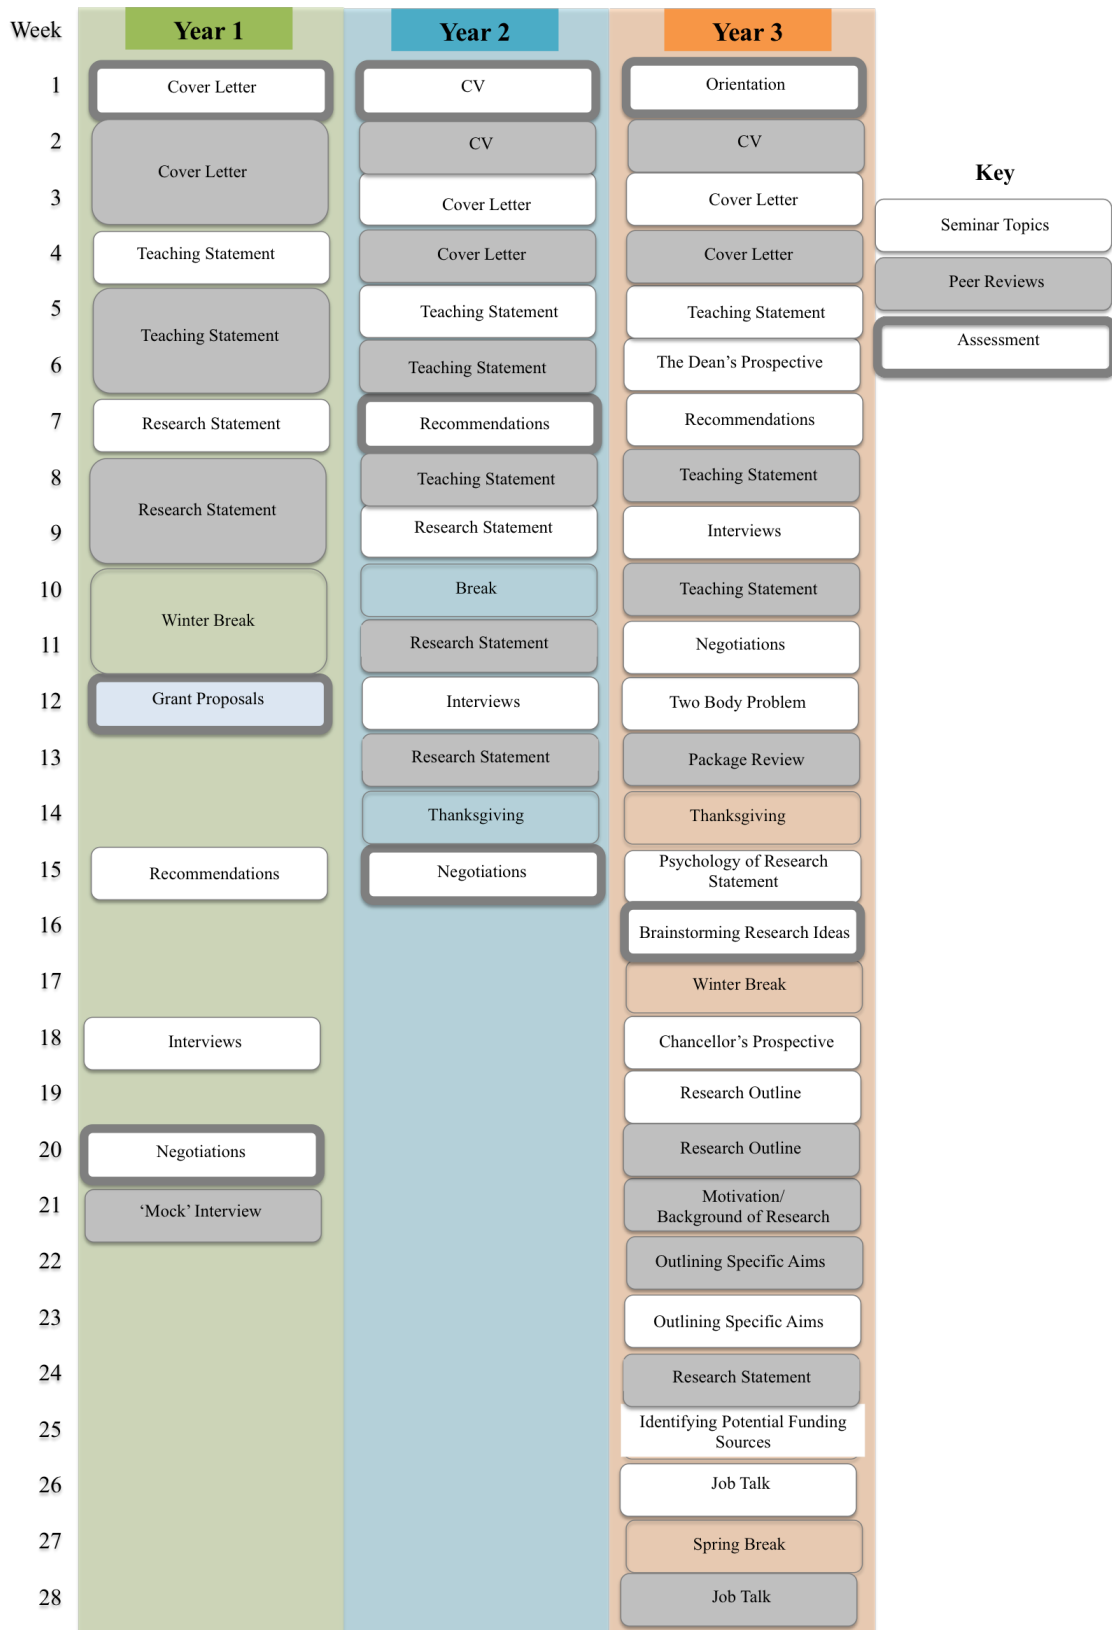 Week
Year 1
Year 2
Year 3
1
Cover Letter
CV
Orientation
2
Cover Letter
CV
CV
Key
3
Cover Letter
Cover Letter
Seminar Topics
4
Teaching Statement
Cover Letter
Cover Letter
Peer Reviews
5
Teaching Statement
Teaching Statement
Teaching Statement
Assessment
6
Teaching Statement
The Dean’s Prospective
7
Research Statement
Recommendations
Recommendations
8
Research Statement
Teaching Statement
Teaching Statement
9
Research Statement
Interviews
10
Winter Break
Break
Teaching Statement
11
Research Statement
Negotiations
12
Grant Proposals
Interviews
Two Body Problem
13
Research Statement
Package Review
14
Thanksgiving
Thanksgiving
15
Recommendations
Negotiations
Psychology of Research
Statement
16
Brainstorming Research Ideas
17
Winter Break
18
Interviews
Chancellor’s Prospective
19
Research Outline
20
Negotiations
Research Outline
21
‘Mock’ Interview
Motivation/
Background of Research
22
Outlining Specific Aims
23
Outlining Specific Aims
24
Research Statement
25
Identifying Potential Funding
Sources
26
Job Talk
27
Spring Break
28
Job Talk